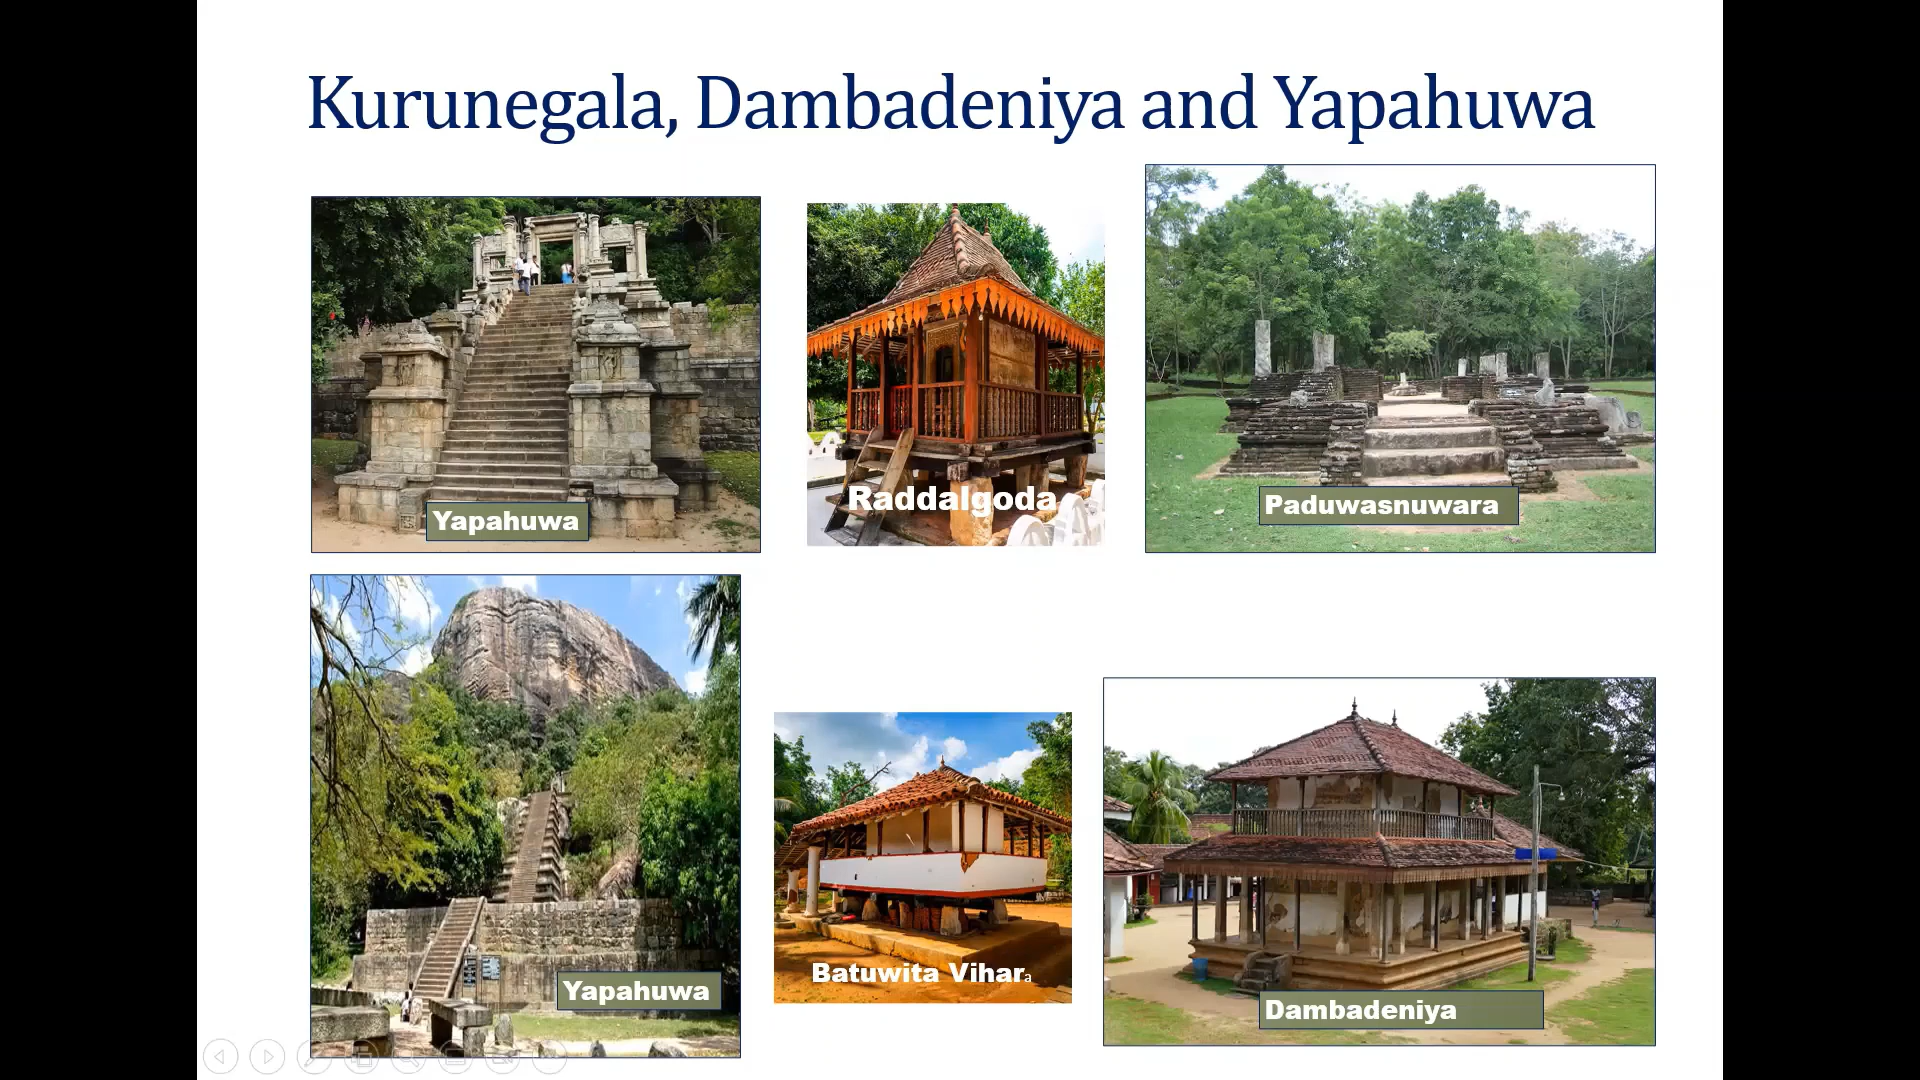 Kurunegala, Dambadeniya and Yapahuwa
Yapahuwa
Raddalgoda
Paduwasnuwara
Yapahuwa
Batuwita Vihara
Dambadeniya